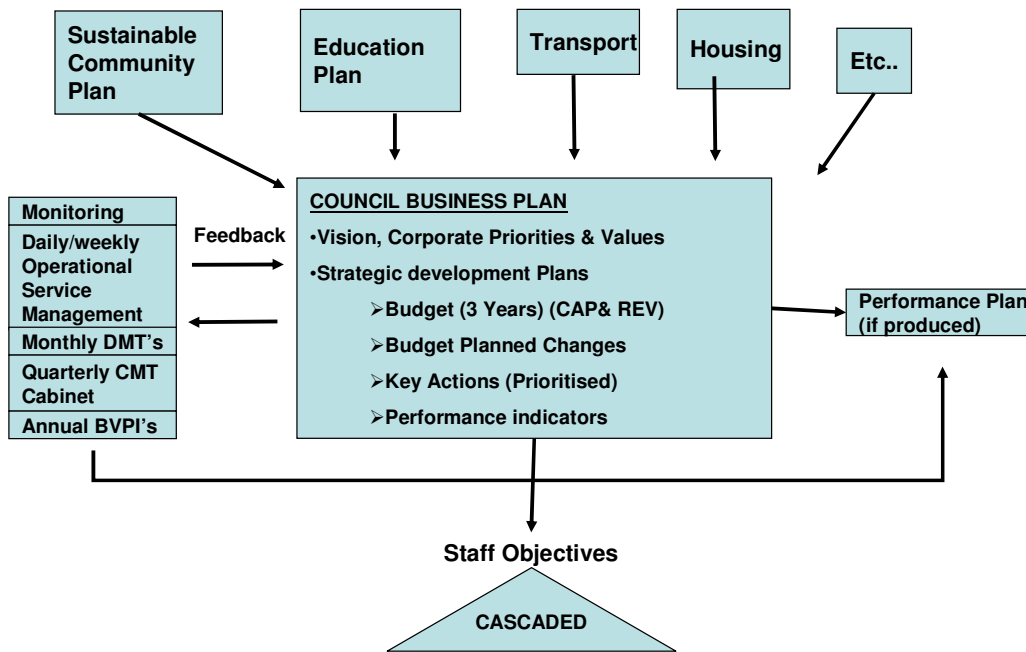 Sustainable
Community
Plan
Education
Plan
Transport
Housing
Etc..
Monitoring
Daily/weekly
Operational
Service
Management
Monthly DMT's
Quarterly CMT
Cabinet
Annual BVPI's
Feedback
COUNCIL BUSINESS PLAN
•Vision, Corporate Priorities & Values
•Strategic development Plans
➢Budget (3 Years) (CAP& REV)
➢Budget Planned Changes
➢Key Actions (Prioritised)
➢Performance indicators
Performance Plan
(if produced)
Staff Objectives
CASCADED